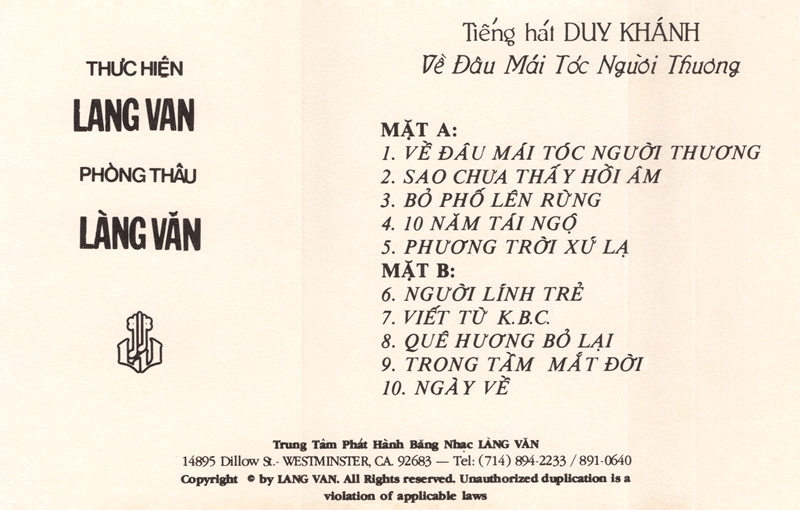 THỰC HIỆN
LANG VAN
PHÒNG THÂU
LÀNG VĂN
Tiếng hát DUY KHÁNH
Về Đâu Mái Tóc Người Thương
MẶT A:
1. VỀ ĐÂU MÁI TÓC NGƯỜI THƯƠNG
2. SAO CHƯA THẤY HỒI ÂM
3. BỎ PHỐ LÊN RỪNG
4. 10 NĂM TÁI NGỘ
5. PHƯƠNG TRỜI XỨ LẠ
MẶT B:
6. NGƯỜI LÍNH TRẺ
7. VIẾT TỪ K.B.C.
8. QUÊ HƯƠNG BỎ LẠI
9. TRONG TẦM MẮT ĐỜI
10. NGÀY VỀ
Trung Tâm Phát Hành Băng Nhạc LÀNG VĂN
14895 Dillow St.- WESTMINSTER, CA. 92683 — Tel: (714) 894-2233 / 891-0640
Copyright © by LANG VAN. All Rights reserved. Unauthorized duplication is a
violation of applicable laws